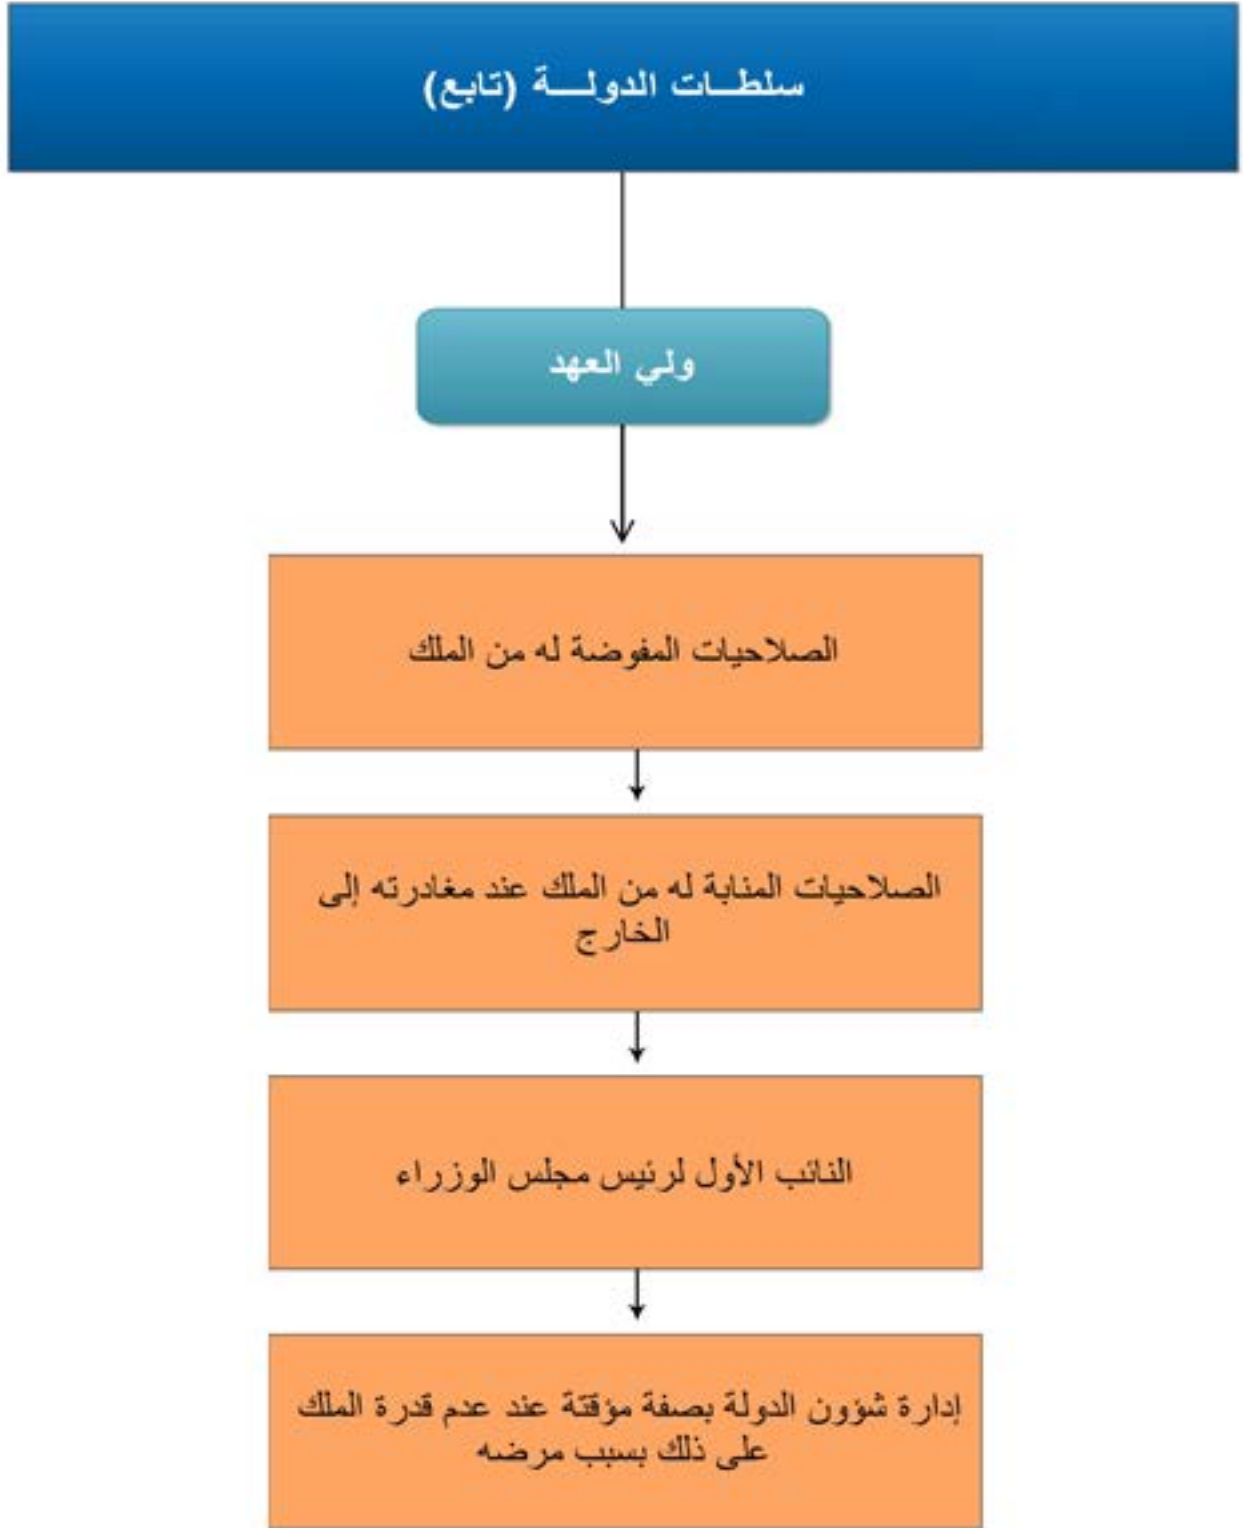 سلطـــات الدولـــة (تابع)
ولي العهد
الصلاحيات المفوضة له من الملك
الصلاحيات المنابة له من الملك عند مغادرته إلى
الخارج
النائب الأول لرئيس مجلس الوزراء
إدارة شؤون الدولة بصفة مؤقتة عند عدم قدرة الملك
على ذلك بسبب مرضه